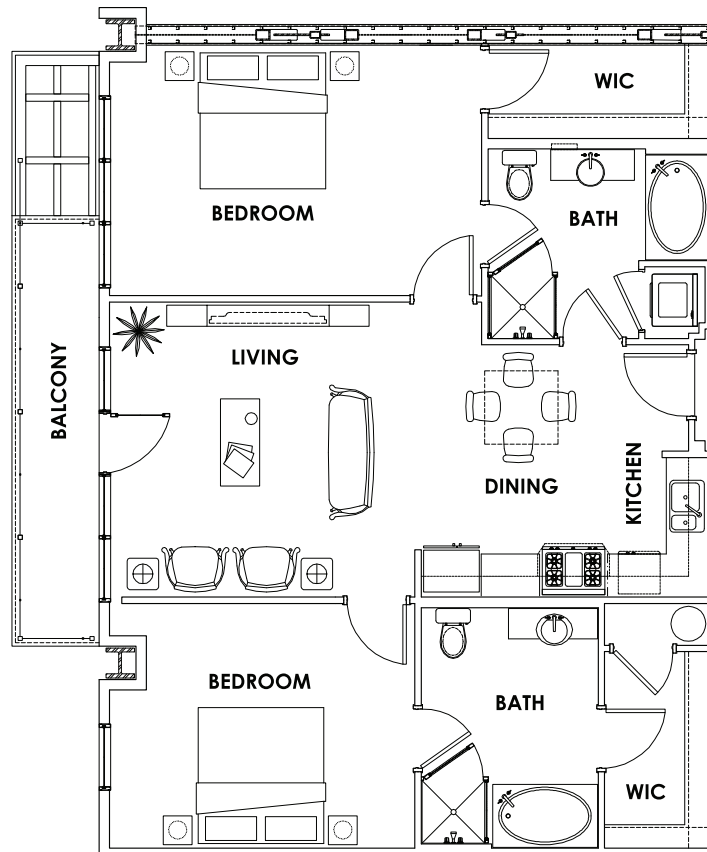 WIC
BEDROOM
BATH
LIVING
BALCONY
DINING
KITCHEN
BEDROOM
BATH
WIC